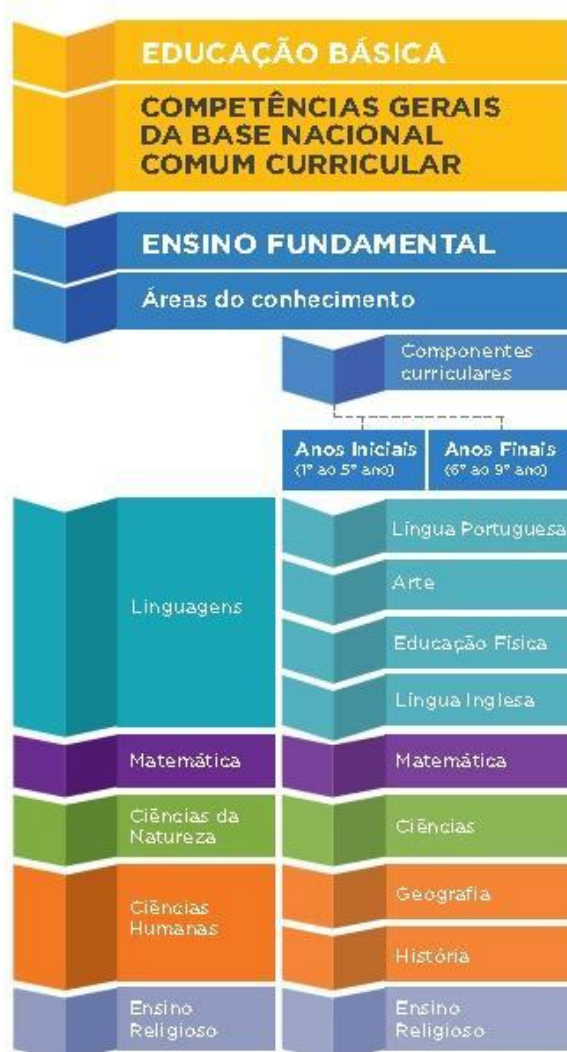 EDUCAÇÃO BÁSICA
COMPETÊNCIAS GERAIS
DA BASE NACIONAL
COMUM CURRICULAR
ENSINO FUNDAMENTAL
Áreas do conhecimento
Componentes
curriculares
Anos Iniciais
(1º ao 5º ano)
Anos Finais
(6º ao 9º ano)
Linguagens
Língua Portuguesa
Arte
Educação Física
Língua Inglesa
Matemática
Matemática
Ciências da
Natureza
Ciências
Ciências
Humanas
Geografia
História
Ensino
Religioso
Ensino
Religioso